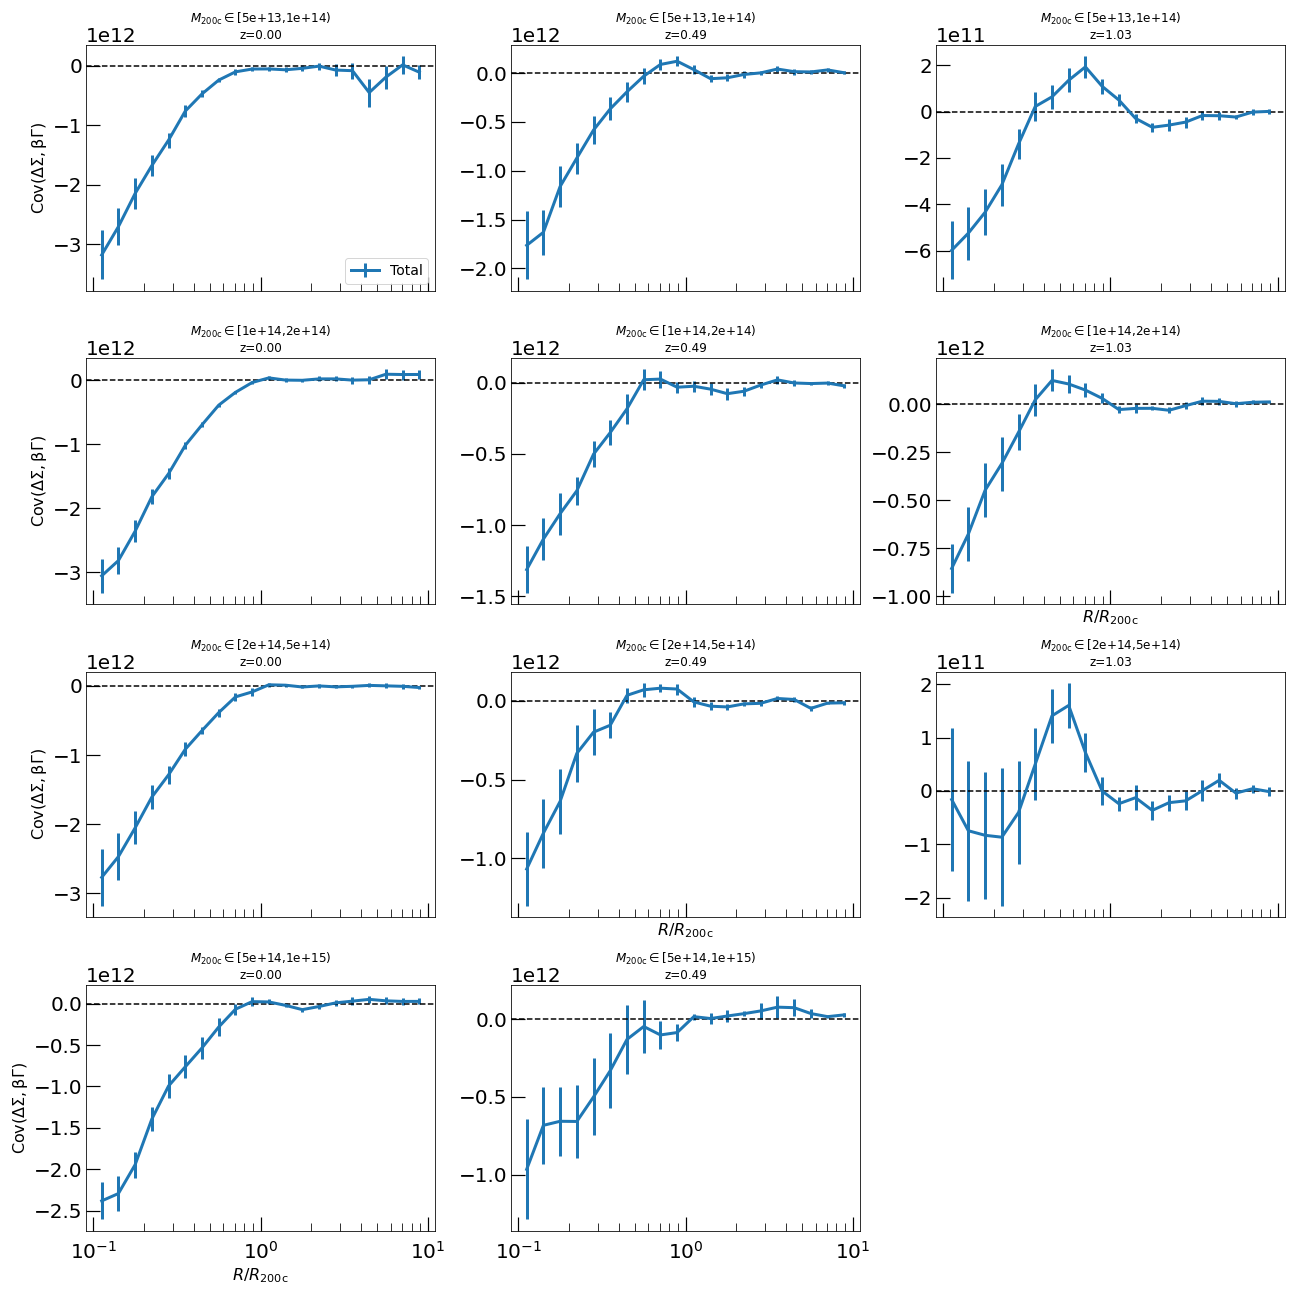 M200c ∈ [5e+13,1e+14)
z=0.00
1e12
0
−1
−2
−3
Cov(ΔΣ, βΓ)
Total
M200c ∈ [5e+13,1e+14)
z=0.49
1e12
0.0
−0.5
−1.0
−1.5
−2.0
M200c ∈ [5e+13,1e+14)
z=1.03
1e11
2
0
−2
−4
−6
M200c ∈ [1e+14,2e+14)
z=0.00
1e12
0
−1
−2
−3
Cov(ΔΣ, βΓ)
M200c ∈ [1e+14,2e+14)
z=0.49
1e12
0.0
−0.5
−1.0
−1.5
M200c ∈ [1e+14,2e+14)
z=1.03
1e12
0.00
−0.25
−0.50
−0.75
−1.00
R/R200c
M200c ∈ [2e+14,5e+14)
z=0.00
1e12
0
−1
−2
−3
Cov(ΔΣ, βΓ)
M200c ∈ [2e+14,5e+14)
z=0.49
1e12
0.0
−0.5
−1.0
R/R200c
M200c ∈ [2e+14,5e+14)
z=1.03
1e11
2
1
0
−1
−2
M200c ∈ [5e+14,1e+15)
z=0.00
1e12
0.0
−0.5
−1.0
−1.5
−2.0
−2.5
Cov(ΔΣ, βΓ)
10⁻¹ 10⁰ 10¹
R/R200c
M200c ∈ [5e+14,1e+15)
z=0.49
1e12
0.0
−0.5
−1.0
10⁻¹ 10⁰ 10¹